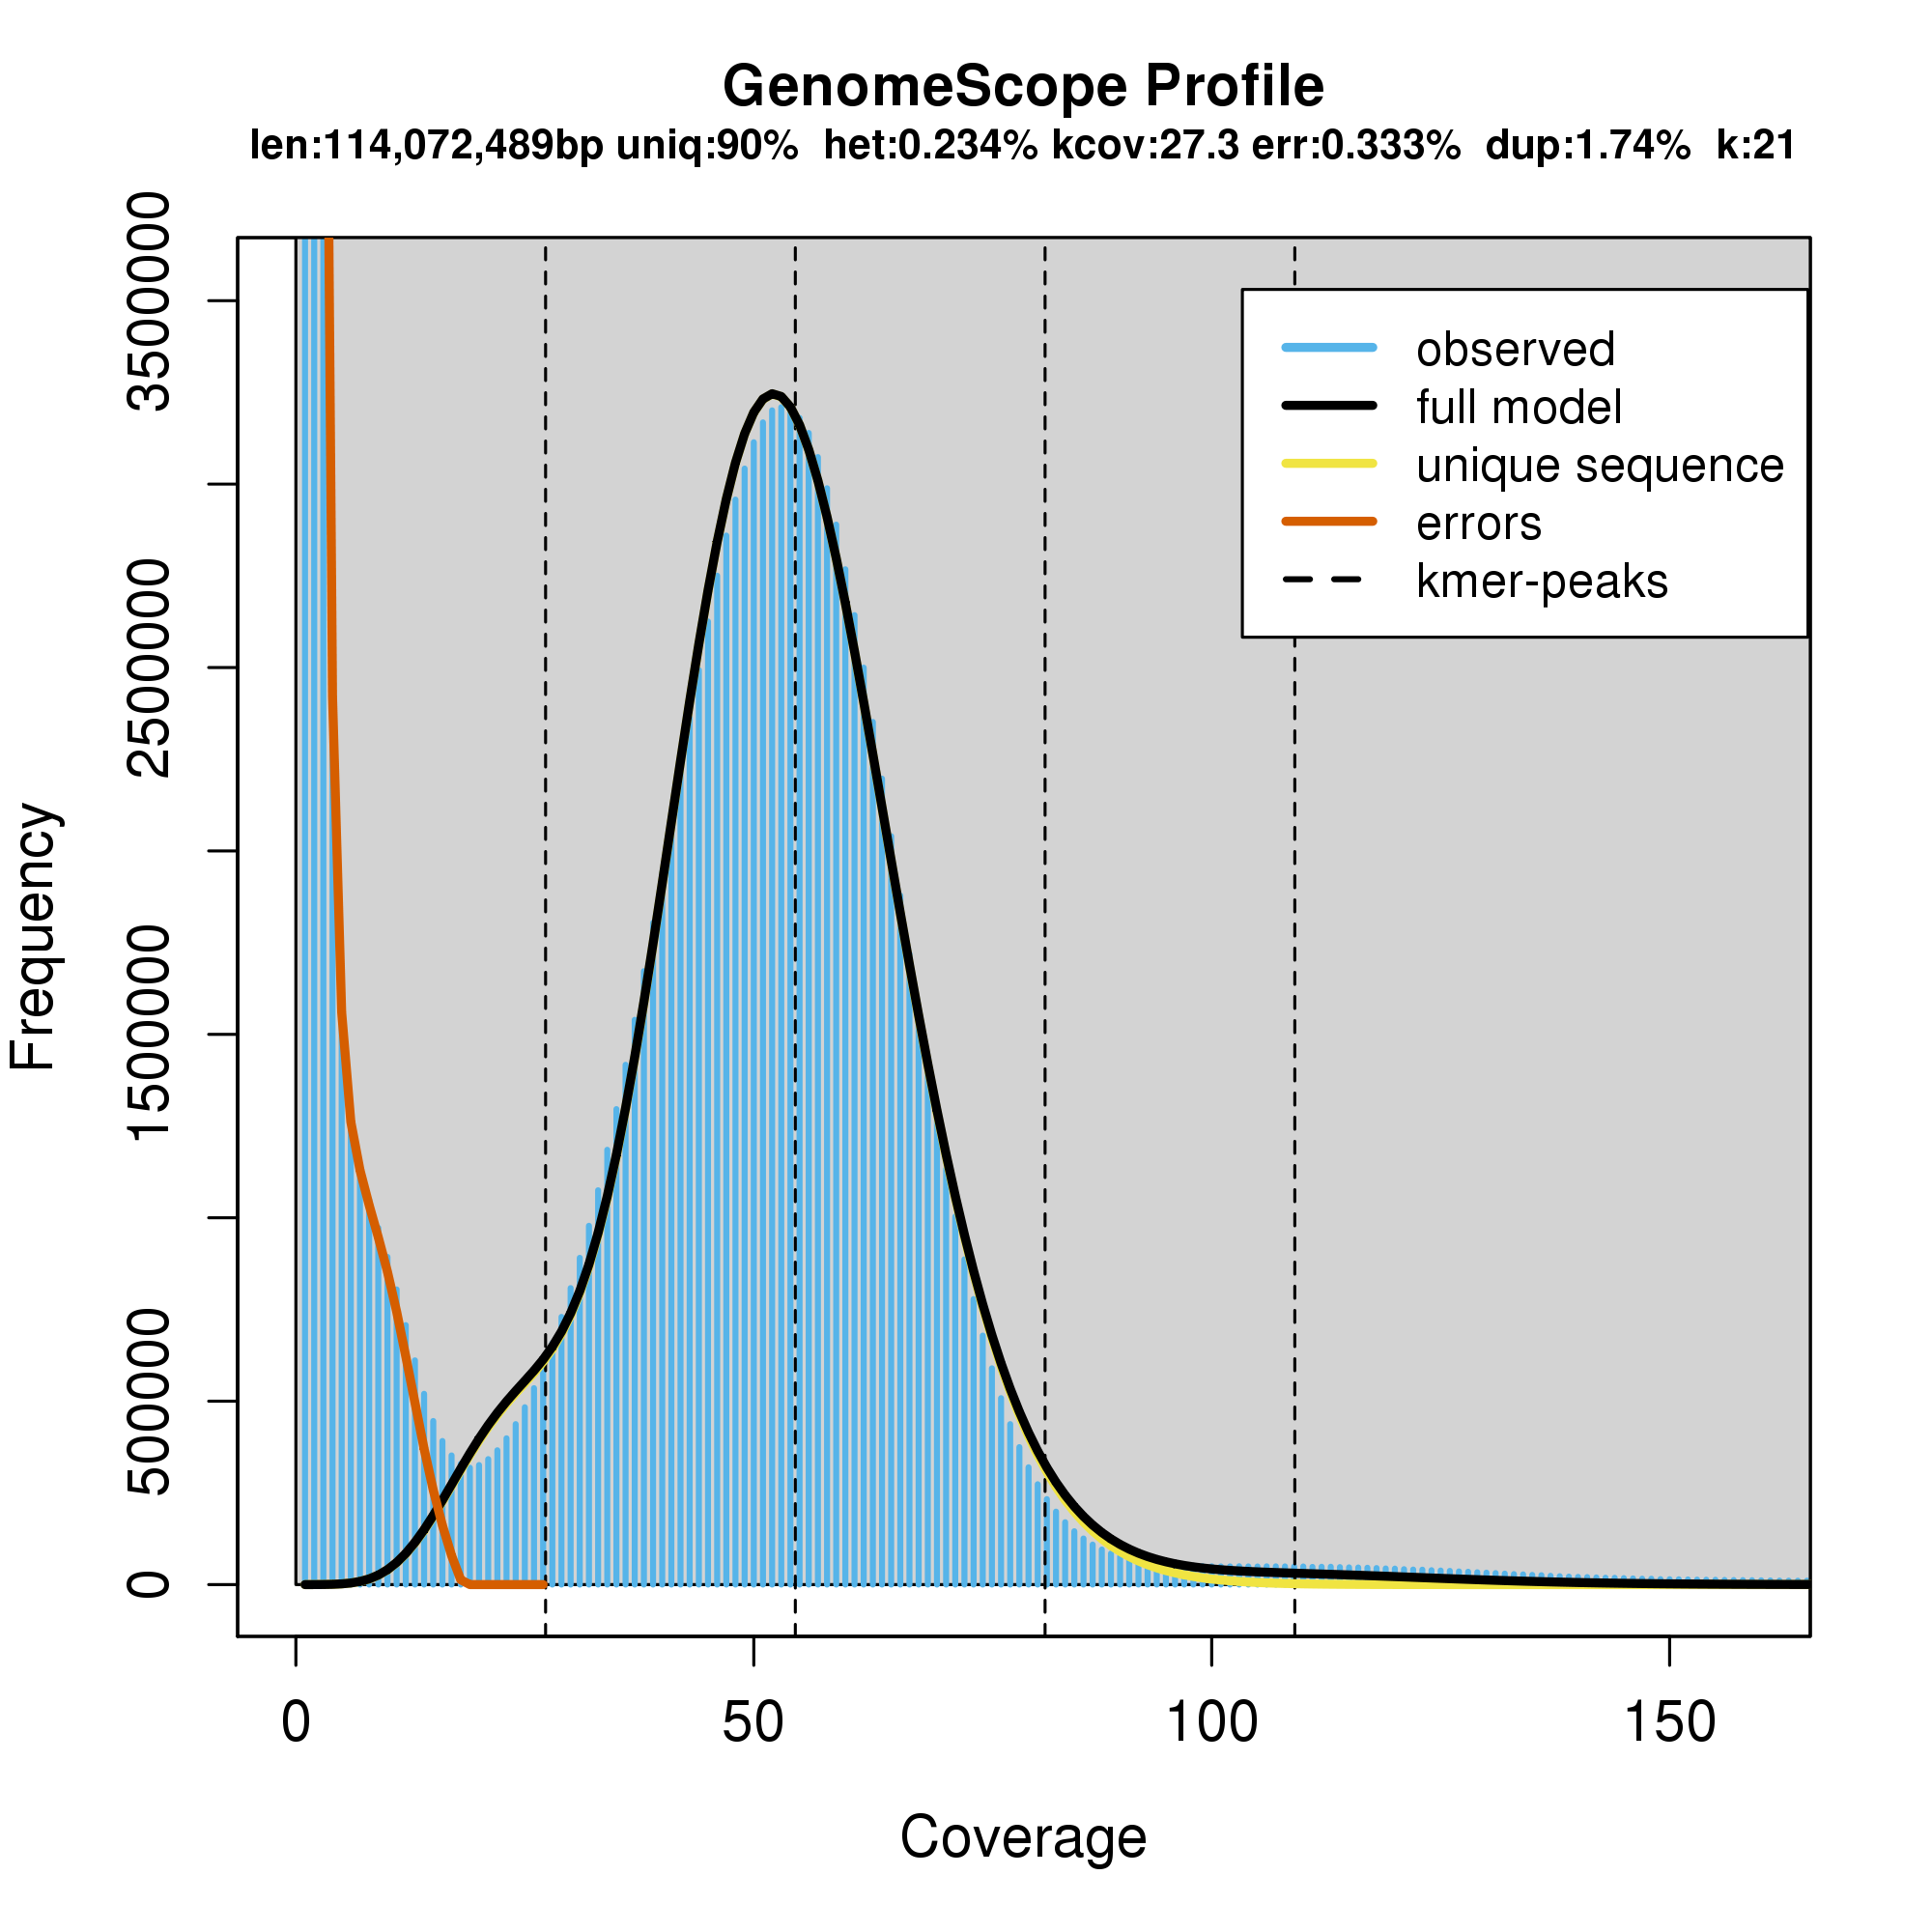 GenomeScope Profile
len:114,072,489bp uniq:90% het:0.234% kcov:27.3 err:0.333% dup:1.74% k:21
observed
full model
unique sequence
errors
kmer-peaks
Frequency
3500000
2500000
1500000
500000
0
0 50 100 150
Coverage